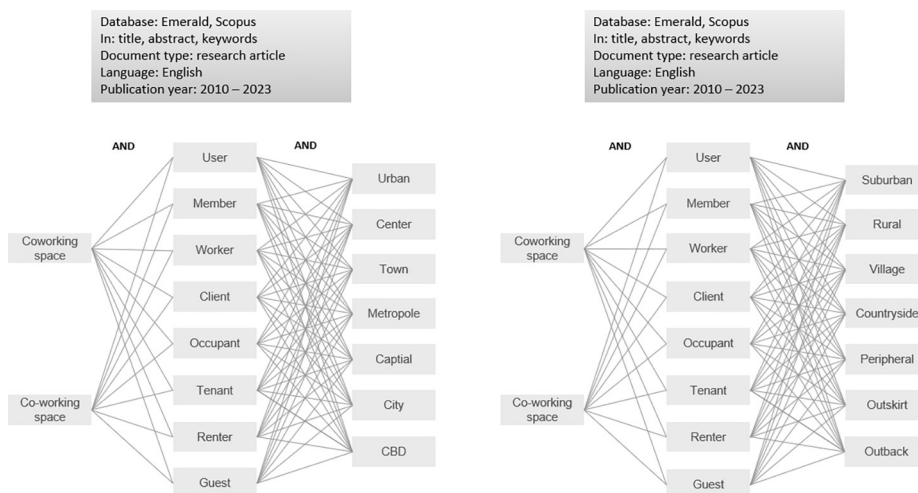 Database: Emerald, Scopus
In: title, abstract, keywords
Document type: research article
Language: English
Publication year: 2010 – 2023
AND
AND
User
Member
Worker
Client
Occupant
Tenant
Renter
Guest
Coworking
space
Co-working
space
Urban
Center
Town
Metropole
Captial
City
CBD
Database: Emerald, Scopus
In: title, abstract, keywords
Document type: research article
Language: English
Publication year: 2010 – 2023
AND
AND
User
Member
Worker
Client
Occupant
Tenant
Renter
Guest
Coworking
space
Co-working
space
Suburban
Rural
Village
Countryside
Peripheral
Outskirt
Outback